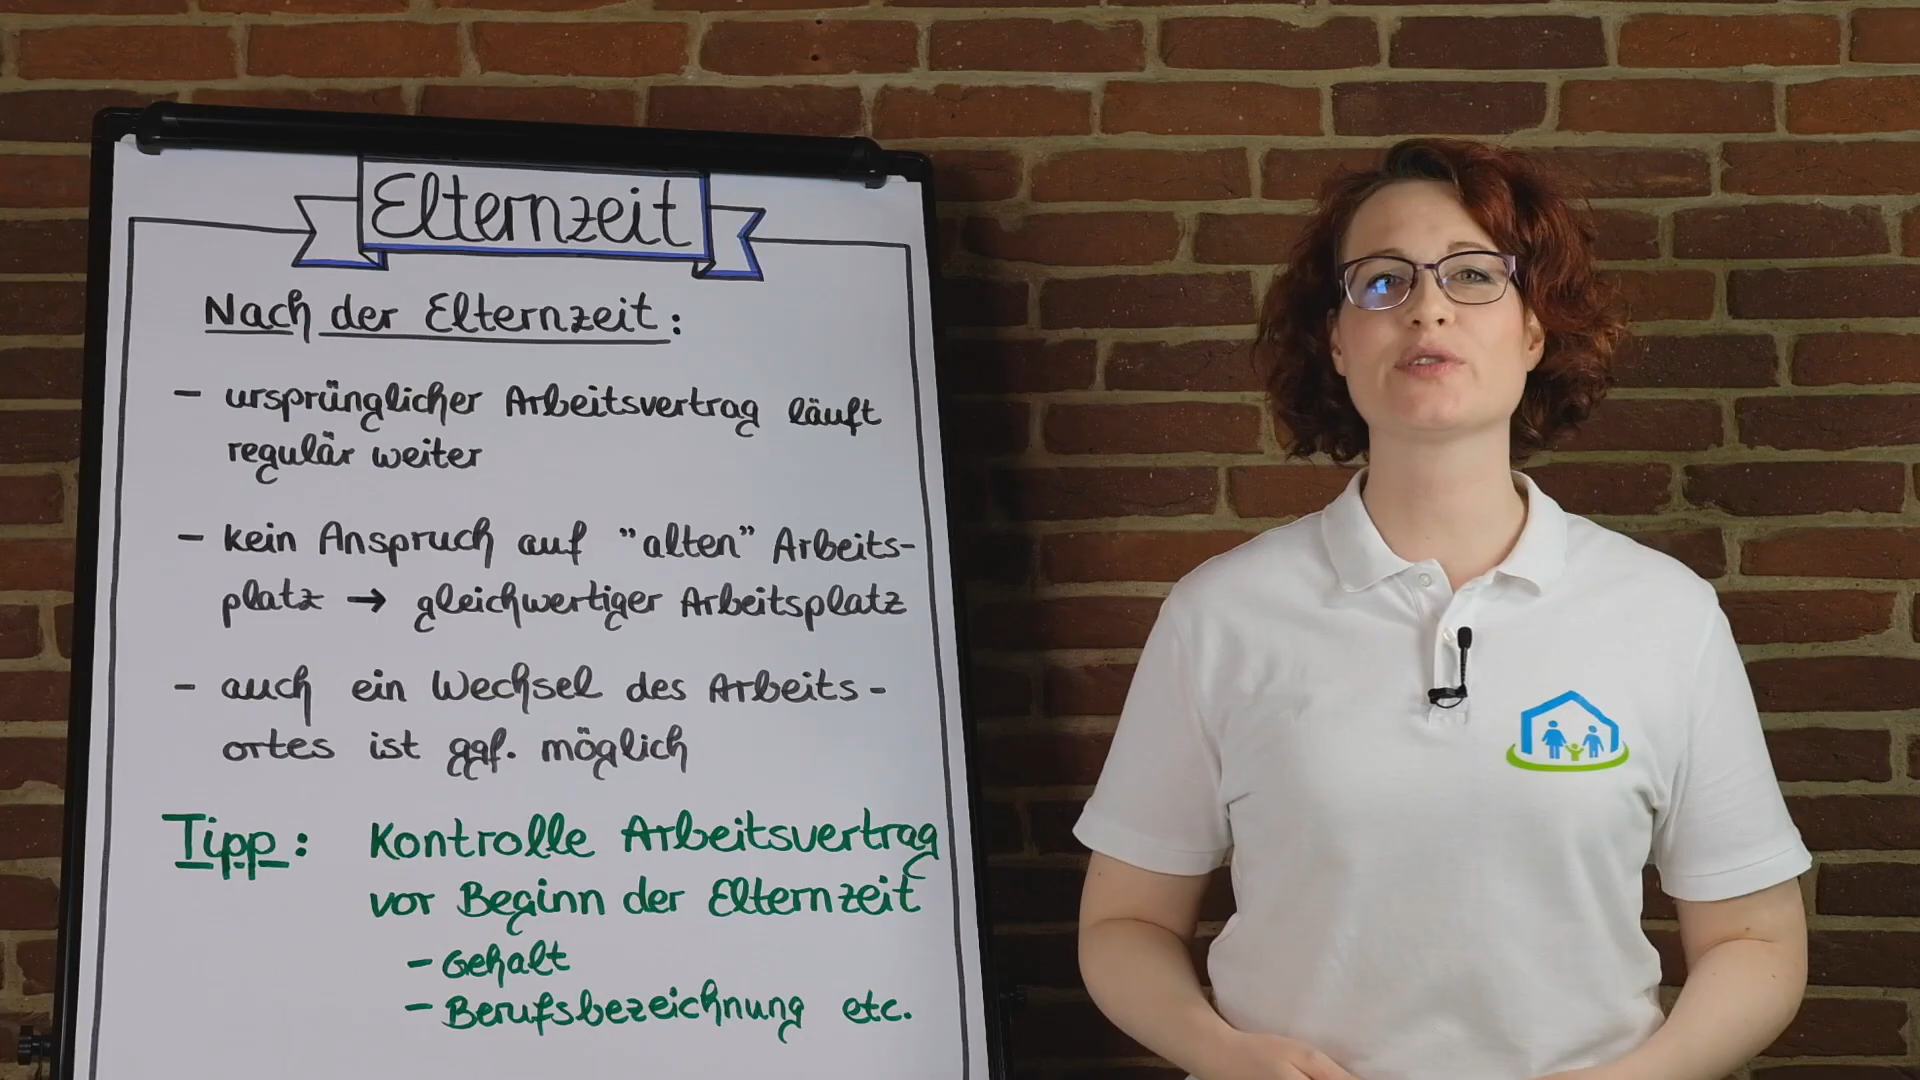 Elternzeit
Nach der Elternzeit:
- ursprünglicher Arbeitsvertrag läuft
regulär weiter
- kein Anspruch auf "alten" Arbeits-
platz → gleichwertiger Arbeitsplatz
- auch ein Wechsel des Arbeits-
ortes ist ggf. möglich
Tipp: Kontrolle Arbeitsvertrag
vor Beginn der Elternzeit
- Gehalt
- Berufsbezeichnung etc.